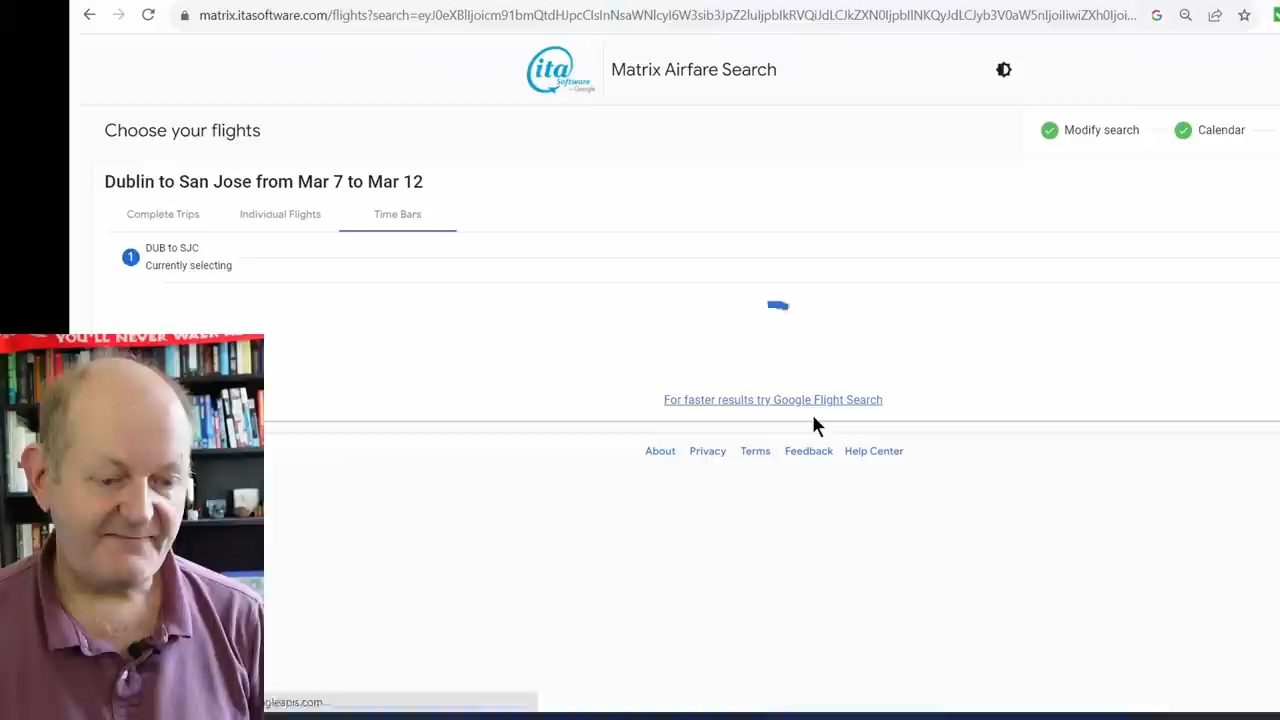 matrix.itasoftware.com/flights?search=
ita
Software
by Google
Matrix Airfare Search
Choose your flights
Modify search
Calendar
Dublin to San Jose from Mar 7 to Mar 12
Complete Trips
Individual Flights
Time Bars
1
DUB to SJC
Currently selecting
For faster results try Google Flight Search
About
Privacy
Terms
Feedback
Help Center
YOU'LL NEVER WALK
gleapis.com...